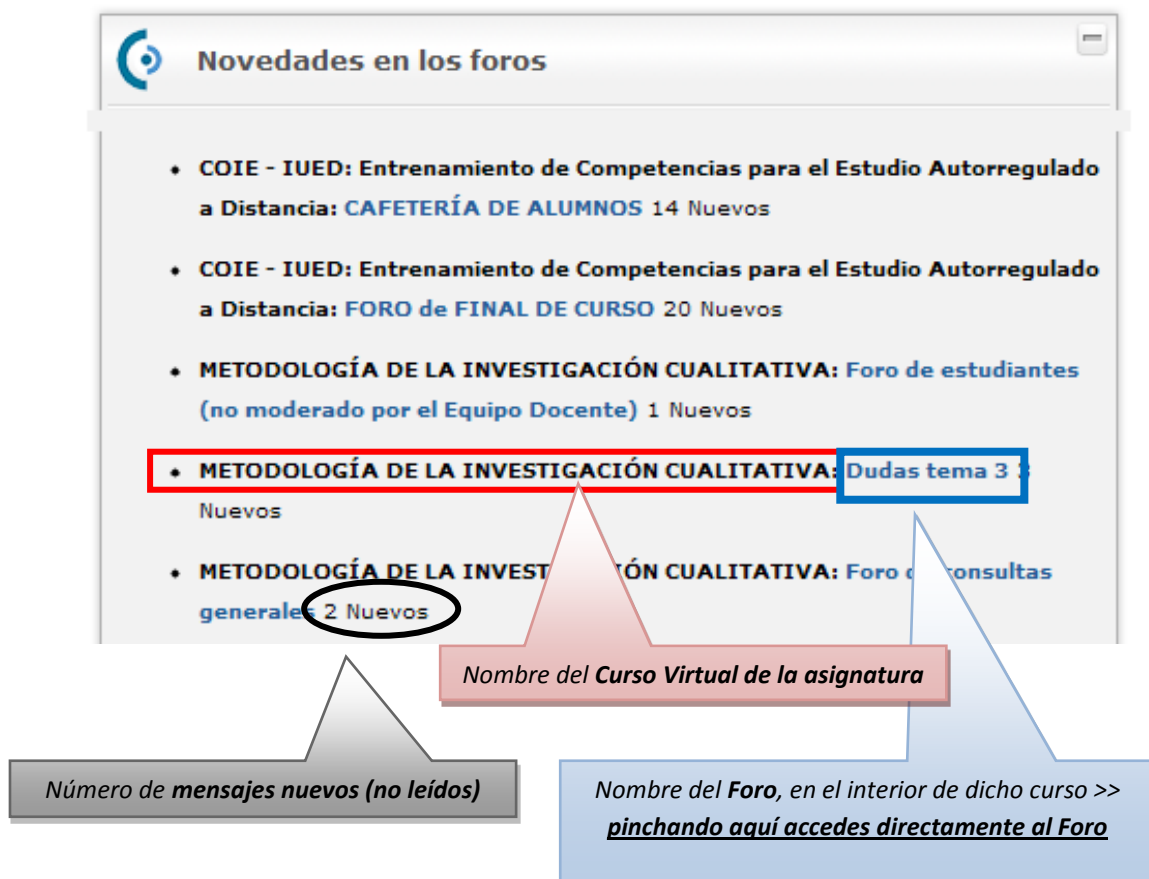 Novedades en los foros
COIE - IUED: Entrenamiento de Competencias para el Estudio Autorregulado
a Distancia: CAFETERÍA DE ALUMNOS 14 Nuevos
COIE - IUED: Entrenamiento de Competencias para el Estudio Autorregulado
a Distancia: FORO de FINAL DE CURSO 20 Nuevos
METODOLOGÍA DE LA INVESTIGACIÓN CUALITATIVA: Foro de estudiantes
(no moderado por el Equipo Docente) 1 Nuevos
METODOLOGÍA DE LA INVESTIGACIÓN CUALITATIVA: Dudas tema 3 3
Nuevos
METODOLOGÍA DE LA INVEST ÓN CUALITATIVA: Foro consultas
generales 2 Nuevos
Nombre del Curso Virtual de la asignatura
Número de mensajes nuevos (no leídos)
Nombre del Foro, en el interior de dicho curso >>
pinchando aquí accedes directamente al Foro